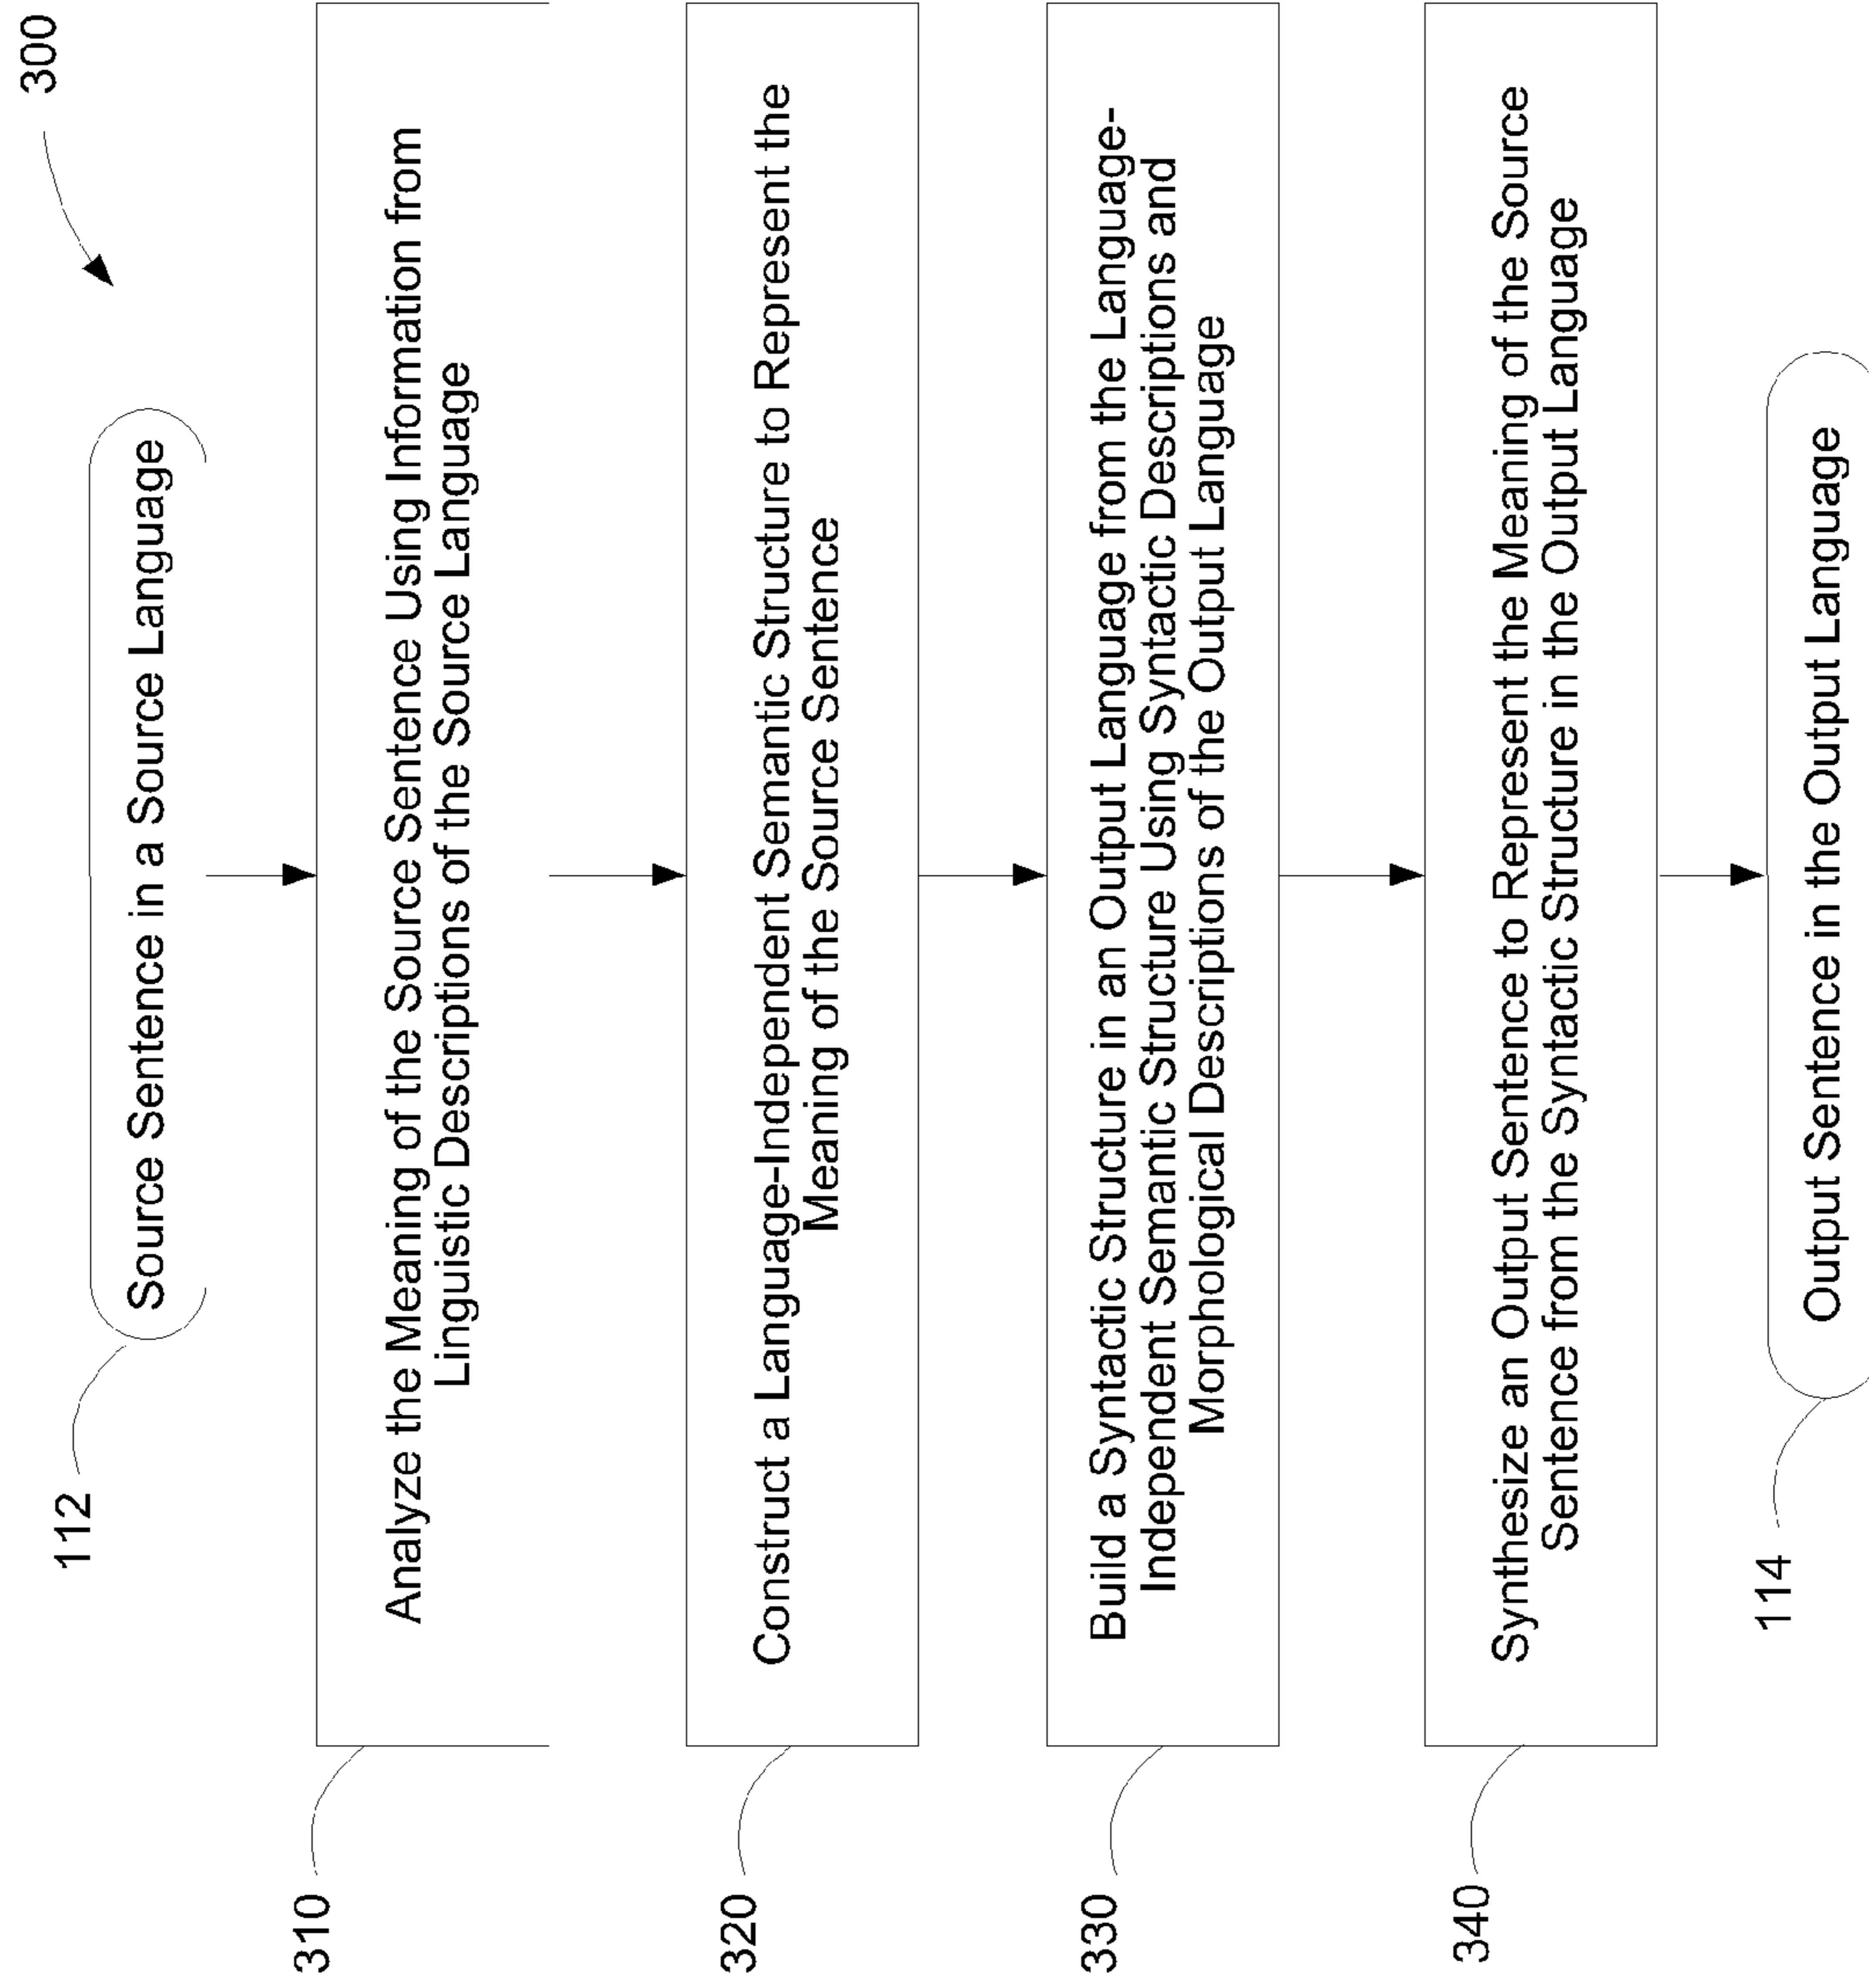 300
112
Source Sentence in a Source Language
310
Analyze the Meaning of the Source Sentence Using Information from
Linguistic Descriptions of the Source Language
320
Construct a Language-Independent Semantic Structure to Represent the
Meaning of the Source Sentence
330
Build a Syntactic Structure in an Output Language from the Language-
Independent Semantic Structure Using Syntactic Descriptions and
Morphological Descriptions of the Output Language
340
Synthesize an Output Sentence to Represent the Meaning of the Source
Sentence from the Syntactic Structure in the Output Language
114
Output Sentence in the Output Language